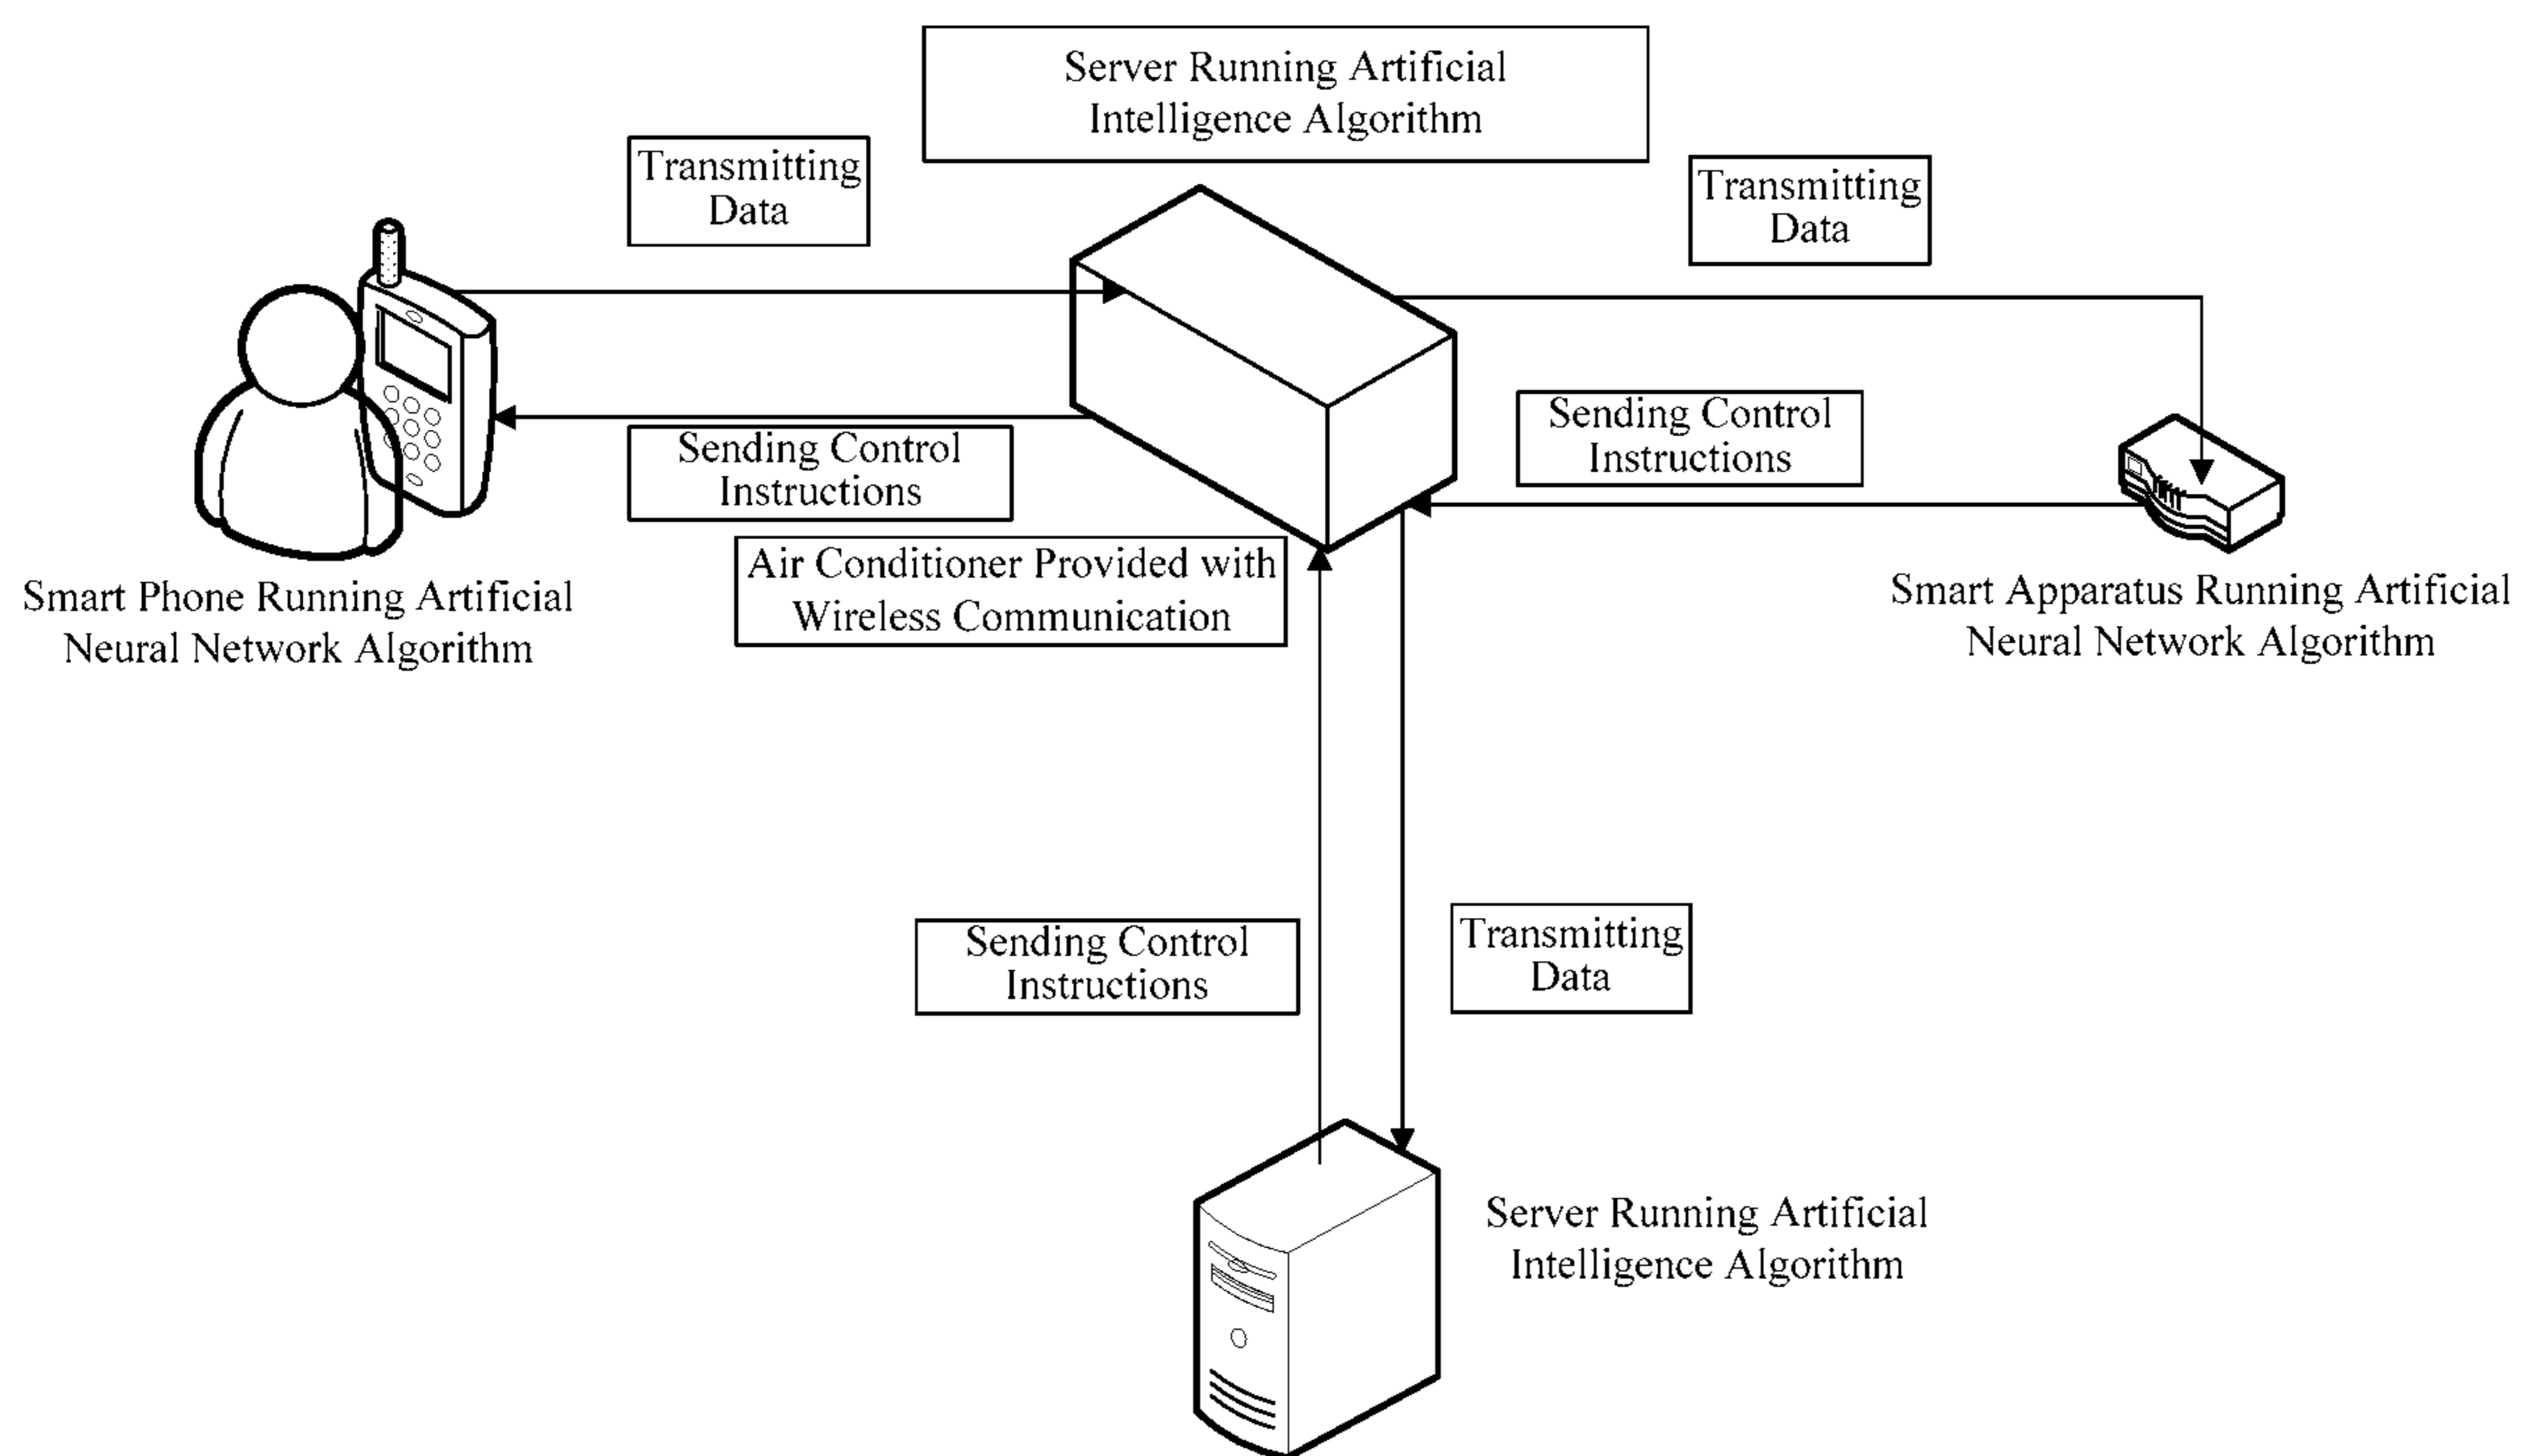 Server Running Artificial
Intelligence Algorithm
Transmitting
Data
Transmitting
Data
Sending Control
Instructions
Sending Control
Instructions
Air Conditioner Provided with
Wireless Communication
Smart Phone Running Artificial
Neural Network Algorithm
Smart Apparatus Running Artificial
Neural Network Algorithm
Sending Control
Instructions
Transmitting
Data
Server Running Artificial
Intelligence Algorithm